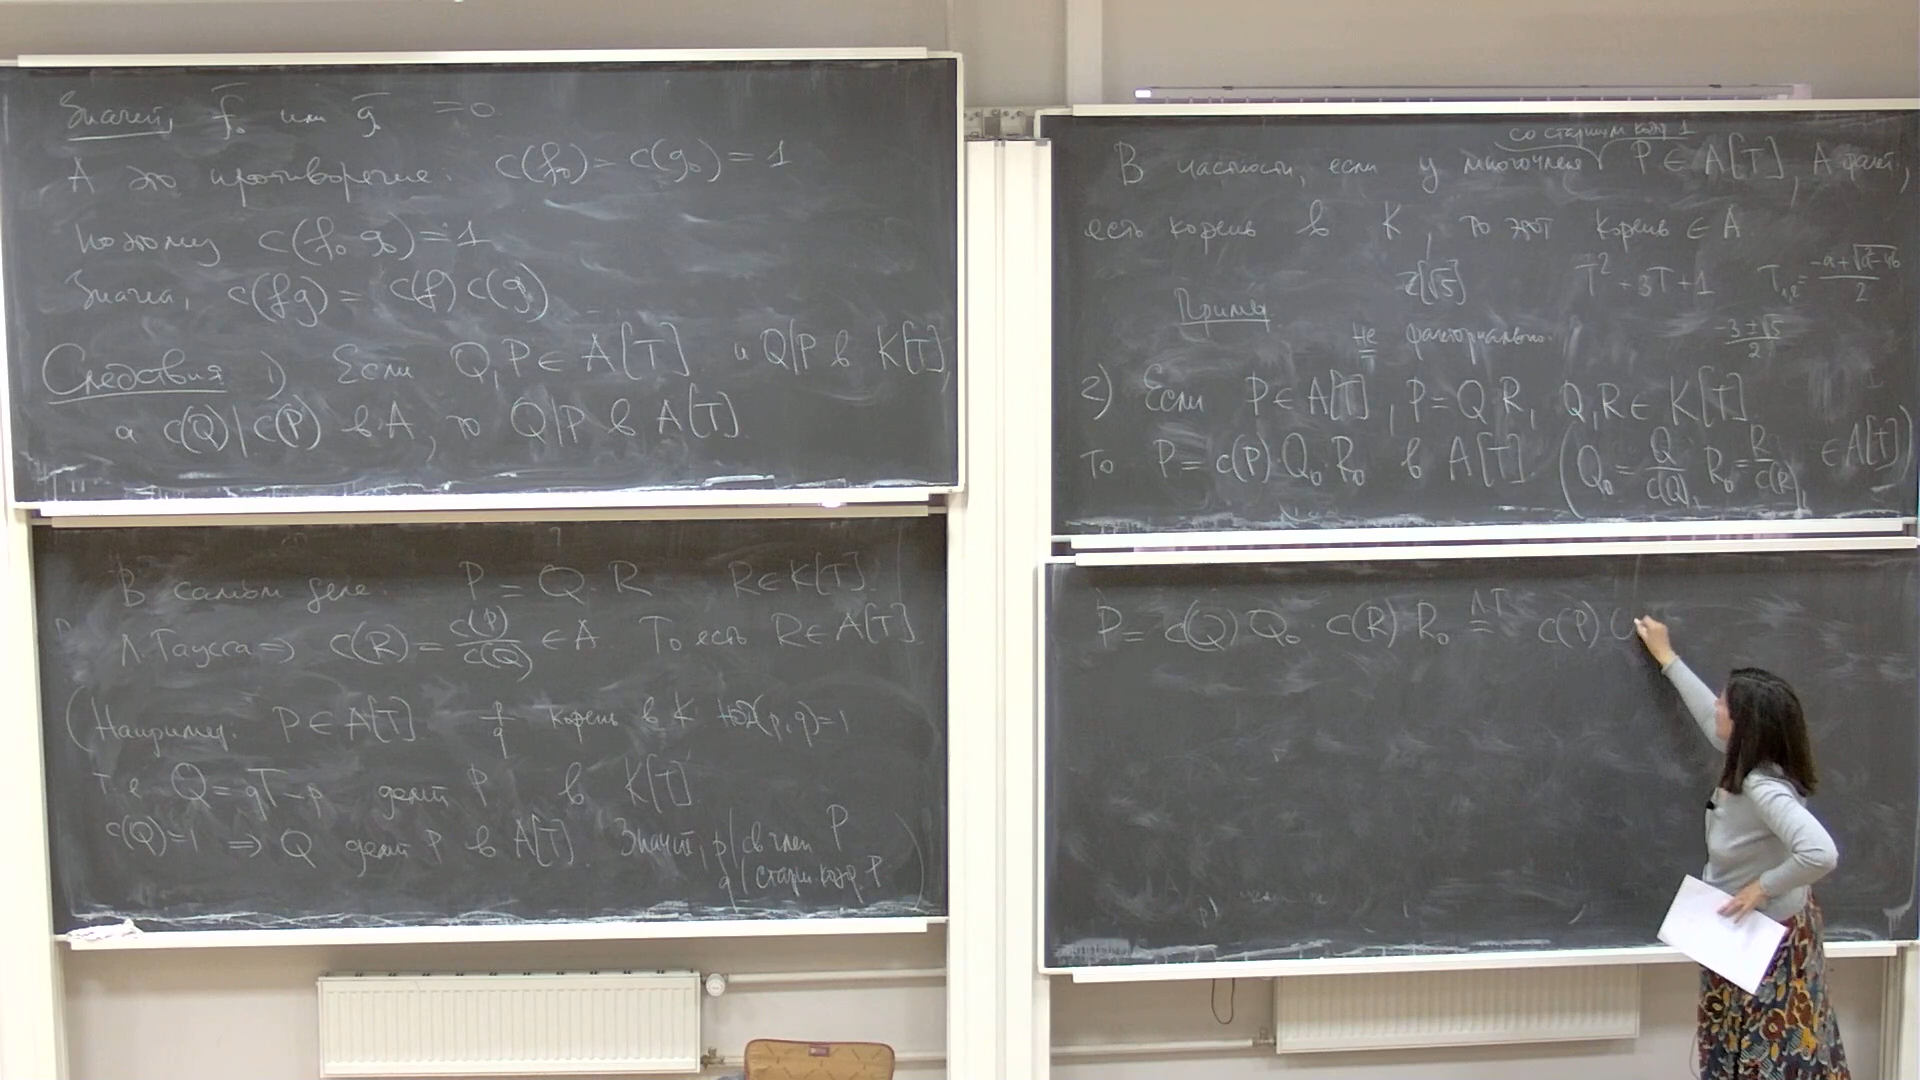 Значит, f̄₀ или ḡ₀ = 0
А это противоречие. c(f₀) = c(g₀) = 1
Поэтому c(f₀ g₀) = 1
Значит, c(fg) = c(f) c(g)
Следствия 1) Если Q, P ∈ A[T] и Q|P в K[T],
а c(Q) | c(P) в A, то Q|P в A[T].
В самом деле. P = Q · R R ∈ K[T].
Л. Гаусса ⇒ c(R) = c(P)/c(Q) ∈ A То есть R ∈ A[T].
(Например: P ∈ A[T] p/q корень в K НОД(p, q) = 1
т.е. Q = qT − p делит P в K[T]
c(Q) = 1 ⇒ Q делит P в A[T]. Значит, p | св член P
q | старш. коэф. P )
со старшим коэф 1
В частности, если у многочлена P ∈ A[T], A факт.,
есть корень в K, то этот корень ∈ A.
Пример Z[√5] T² + 3T + 1 T₁,₂ = (−a ± √(a² − 4b))/2
не факториально. (−3 ± √5)/2
2) Если P ∈ A[T], P = Q · R, Q, R ∈ K[T]
то P = c(P) · Q₀ · R₀ в A[T]. (Q₀ = Q/c(Q), R₀ = R/c(R), ∈ A[T])
P = c(Q) Q₀ · c(R) R₀ =^{Л.Г.} c(P)